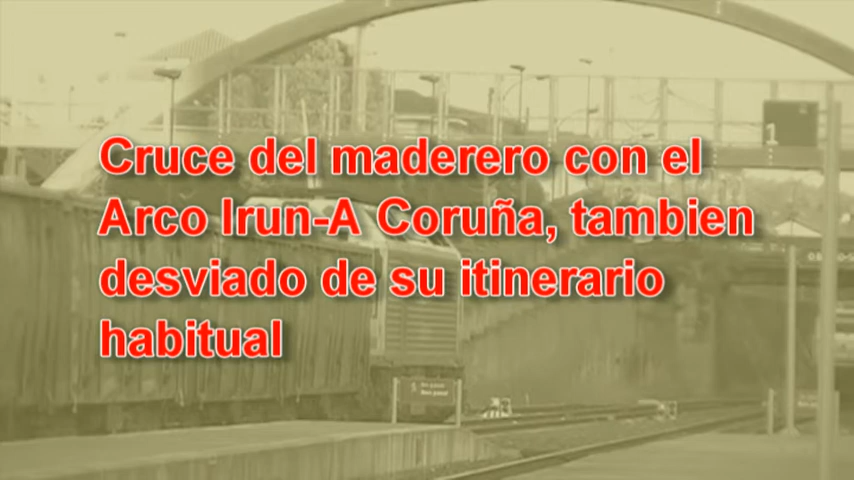 Cruce del maderero con el
Arco Irun-A Coruña, tambien
desviado de su itinerario
habitual